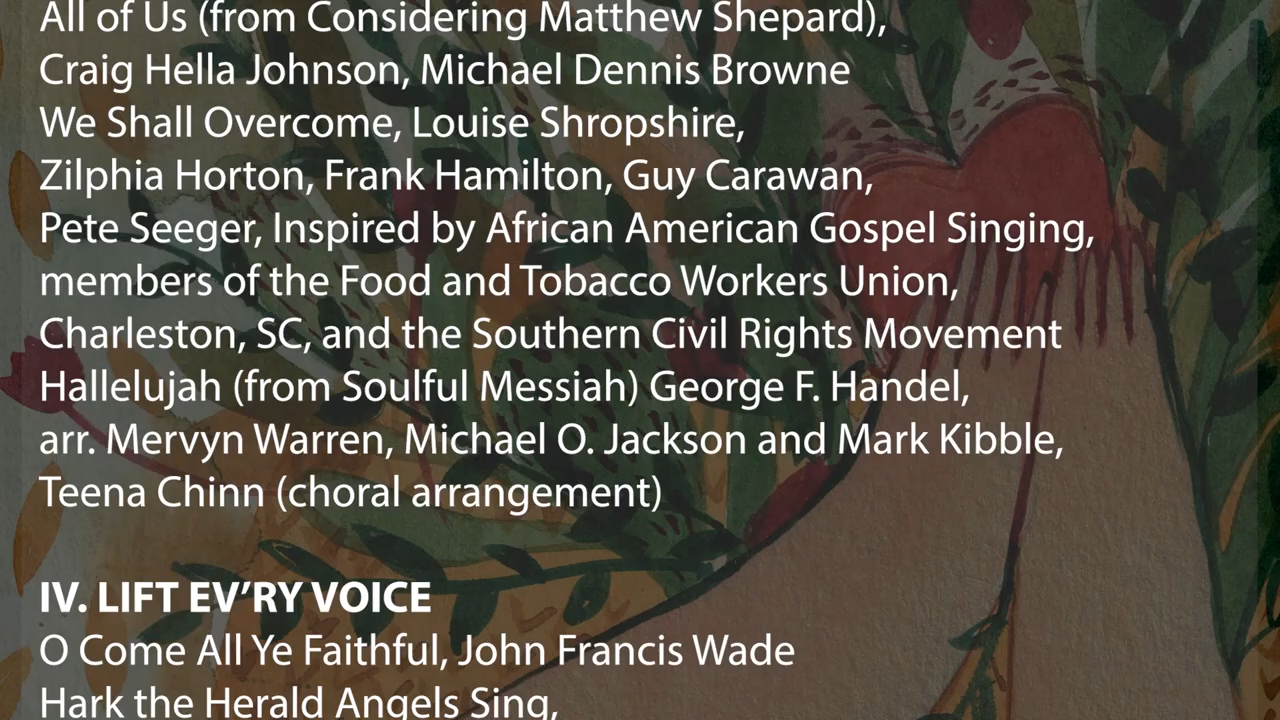 All of Us (from Considering Matthew Shepard),
Craig Hella Johnson, Michael Dennis Browne
We Shall Overcome, Louise Shropshire,
Zilphia Horton, Frank Hamilton, Guy Carawan,
Pete Seeger, Inspired by African American Gospel Singing,
members of the Food and Tobacco Workers Union,
Charleston, SC, and the Southern Civil Rights Movement
Hallelujah (from Soulful Messiah) George F. Handel,
arr. Mervyn Warren, Michael O. Jackson and Mark Kibble,
Teena Chinn (choral arrangement)
IV. LIFT EV’RY VOICE
O Come All Ye Faithful, John Francis Wade
Hark the Herald Angels Sing,